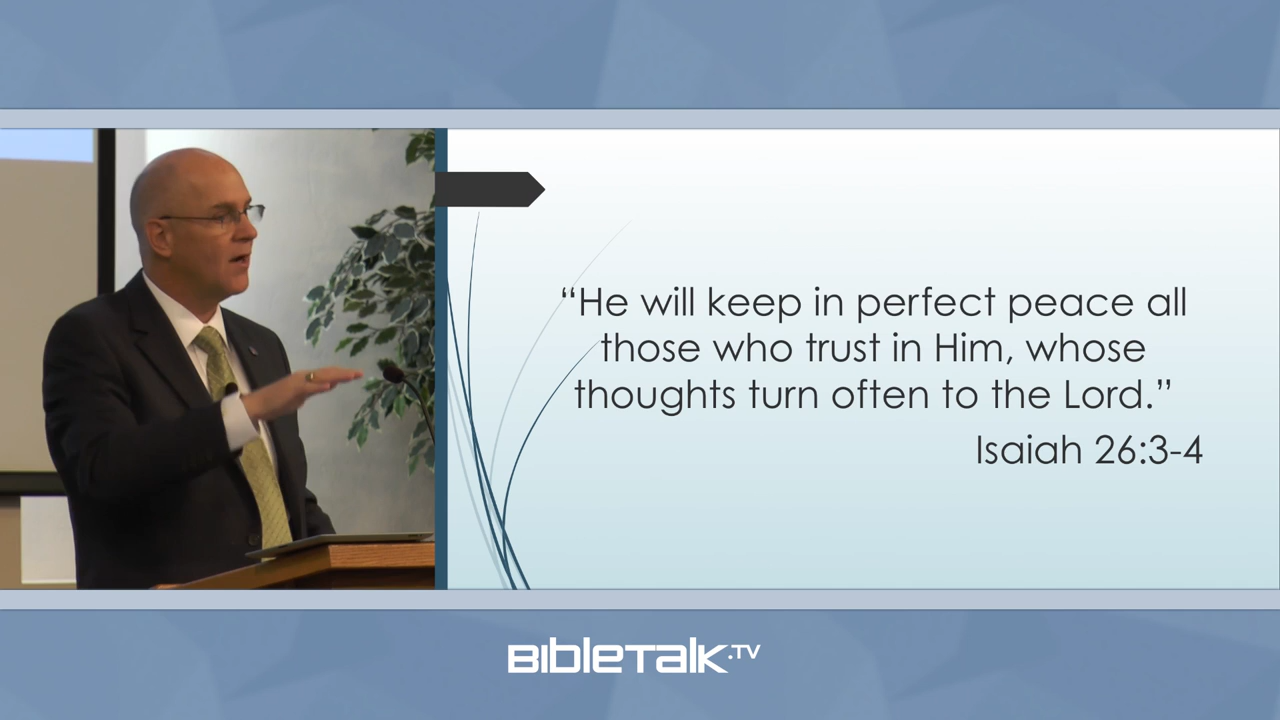 “He will keep in perfect peace all
those who trust in Him, whose
thoughts turn often to the Lord.”
Isaiah 26:3-4
BIBLETALK.TV